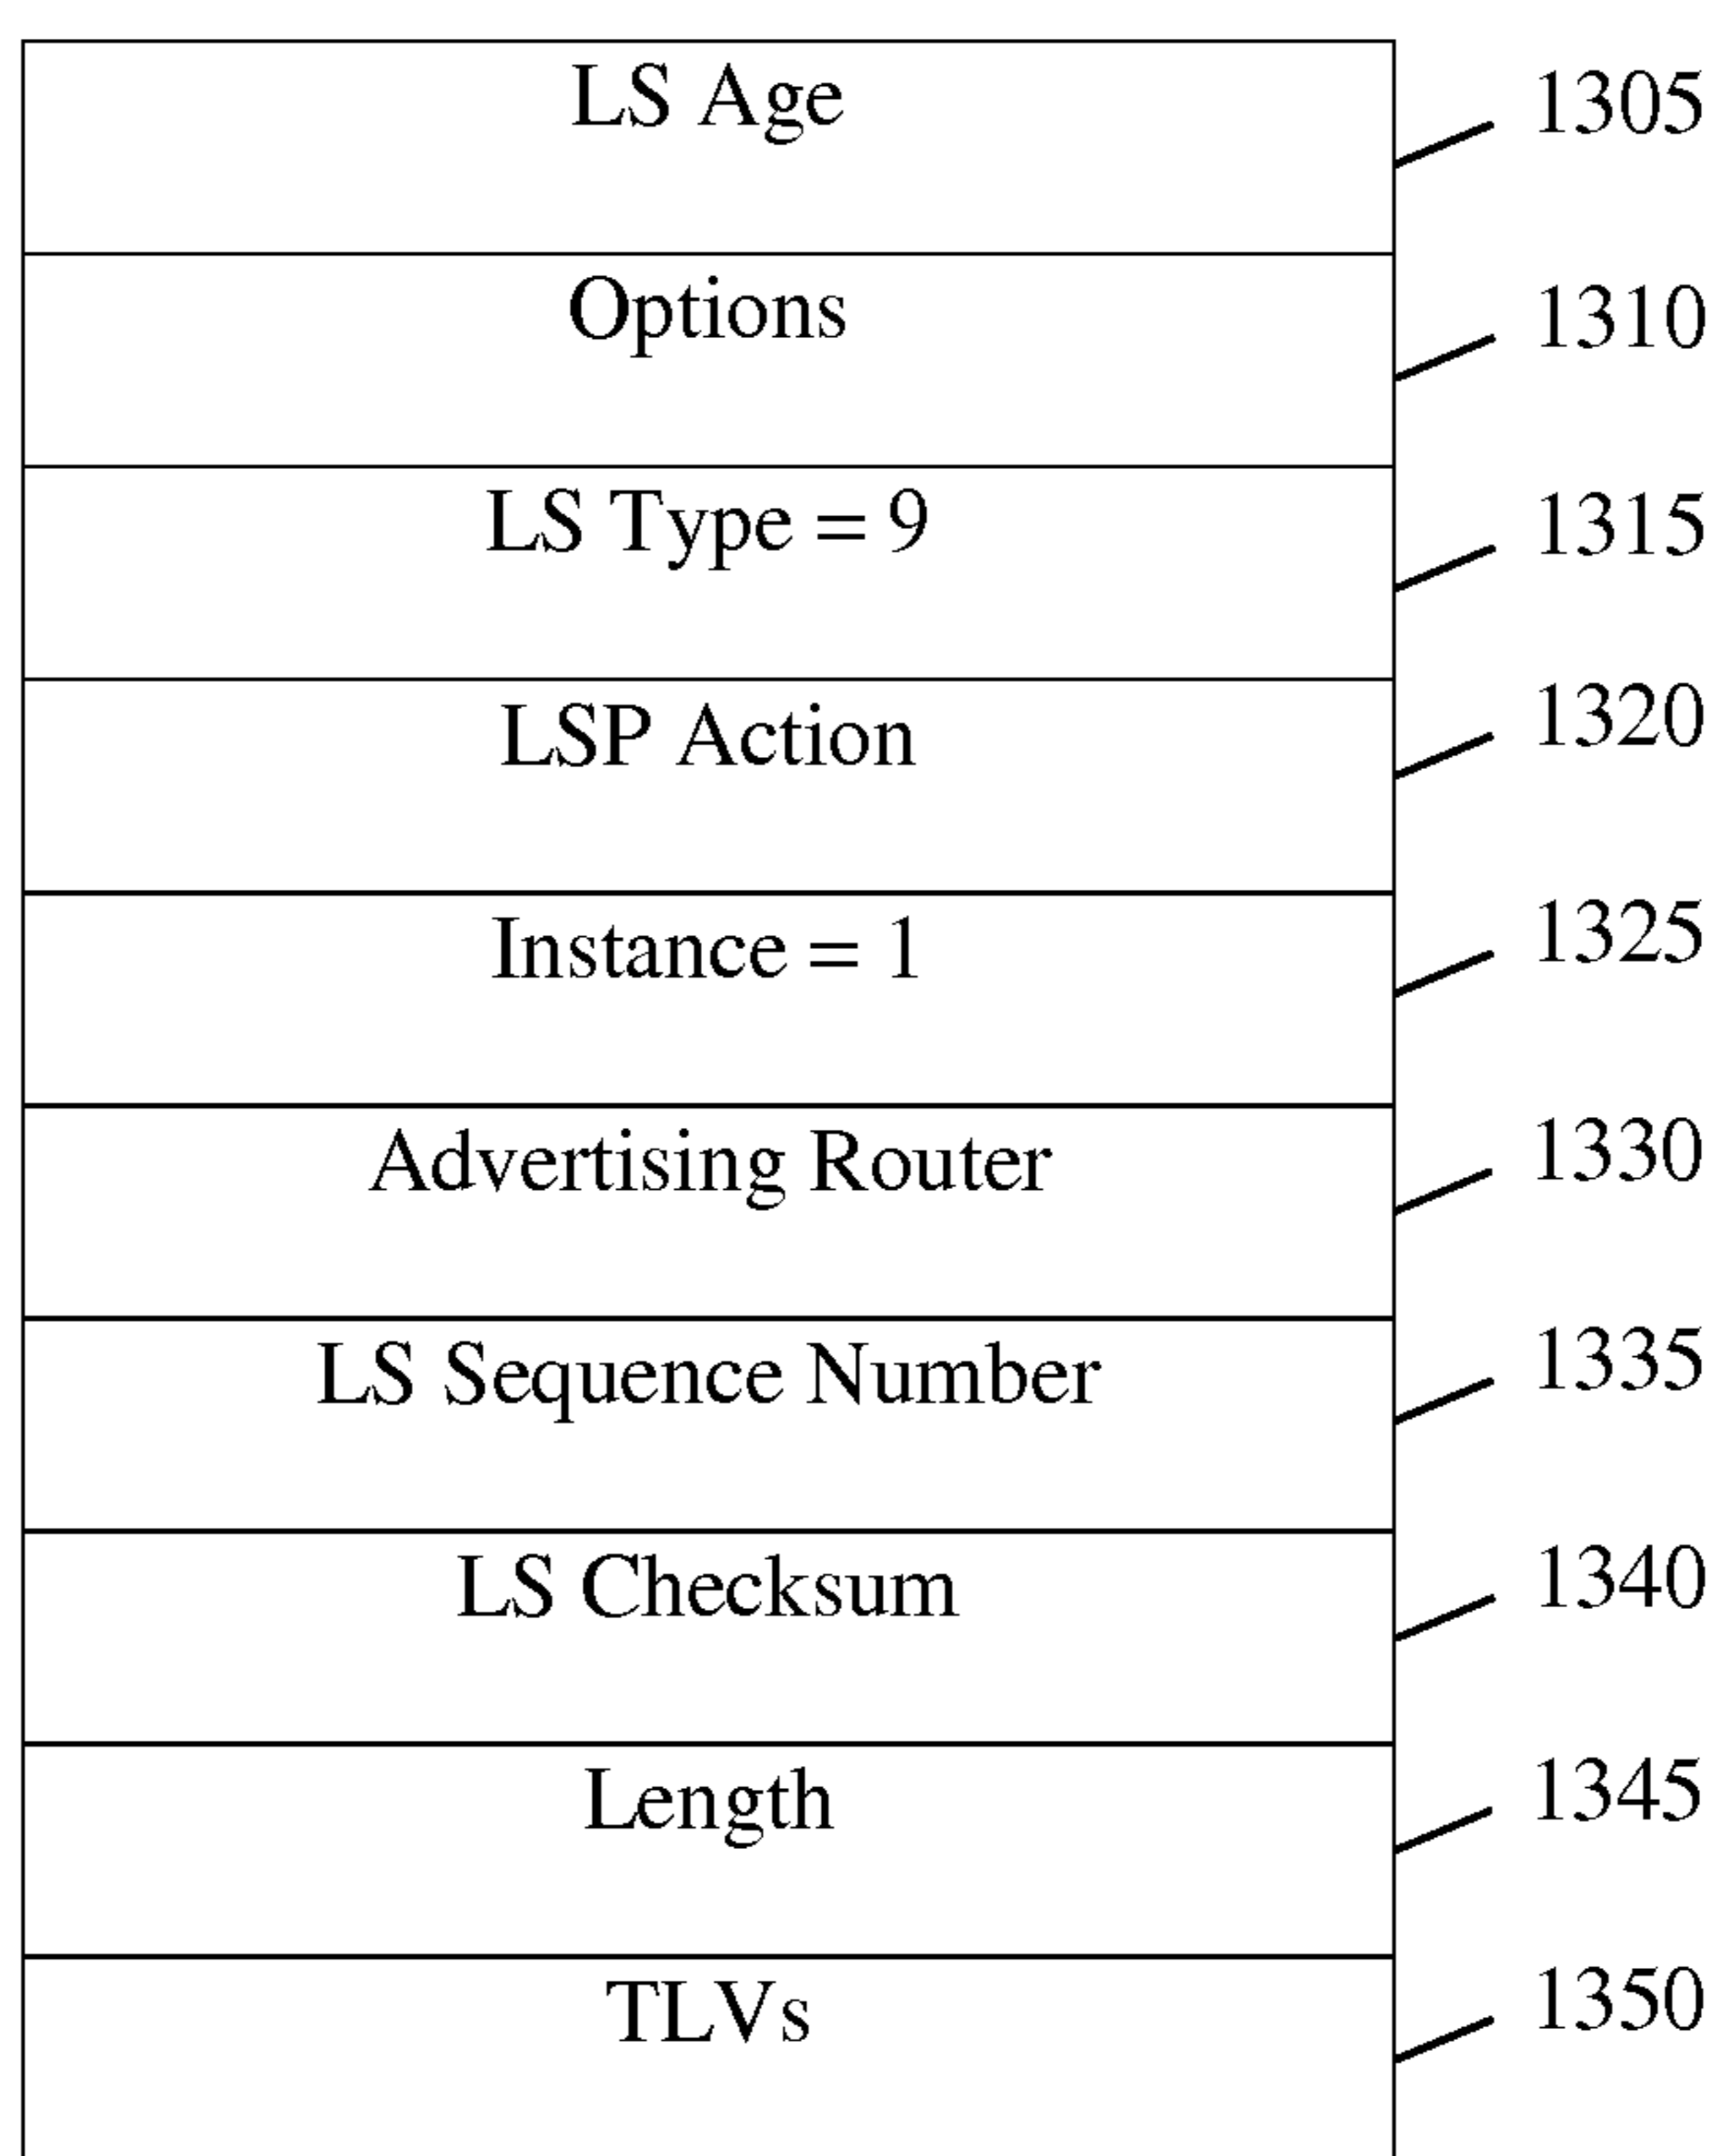 LS Age 1305
Options 1310
LS Type = 9 1315
LSP Action 1320
Instance = 1 1325
Advertising Router 1330
LS Sequence Number 1335
LS Checksum 1340
Length 1345
TLVs 1350